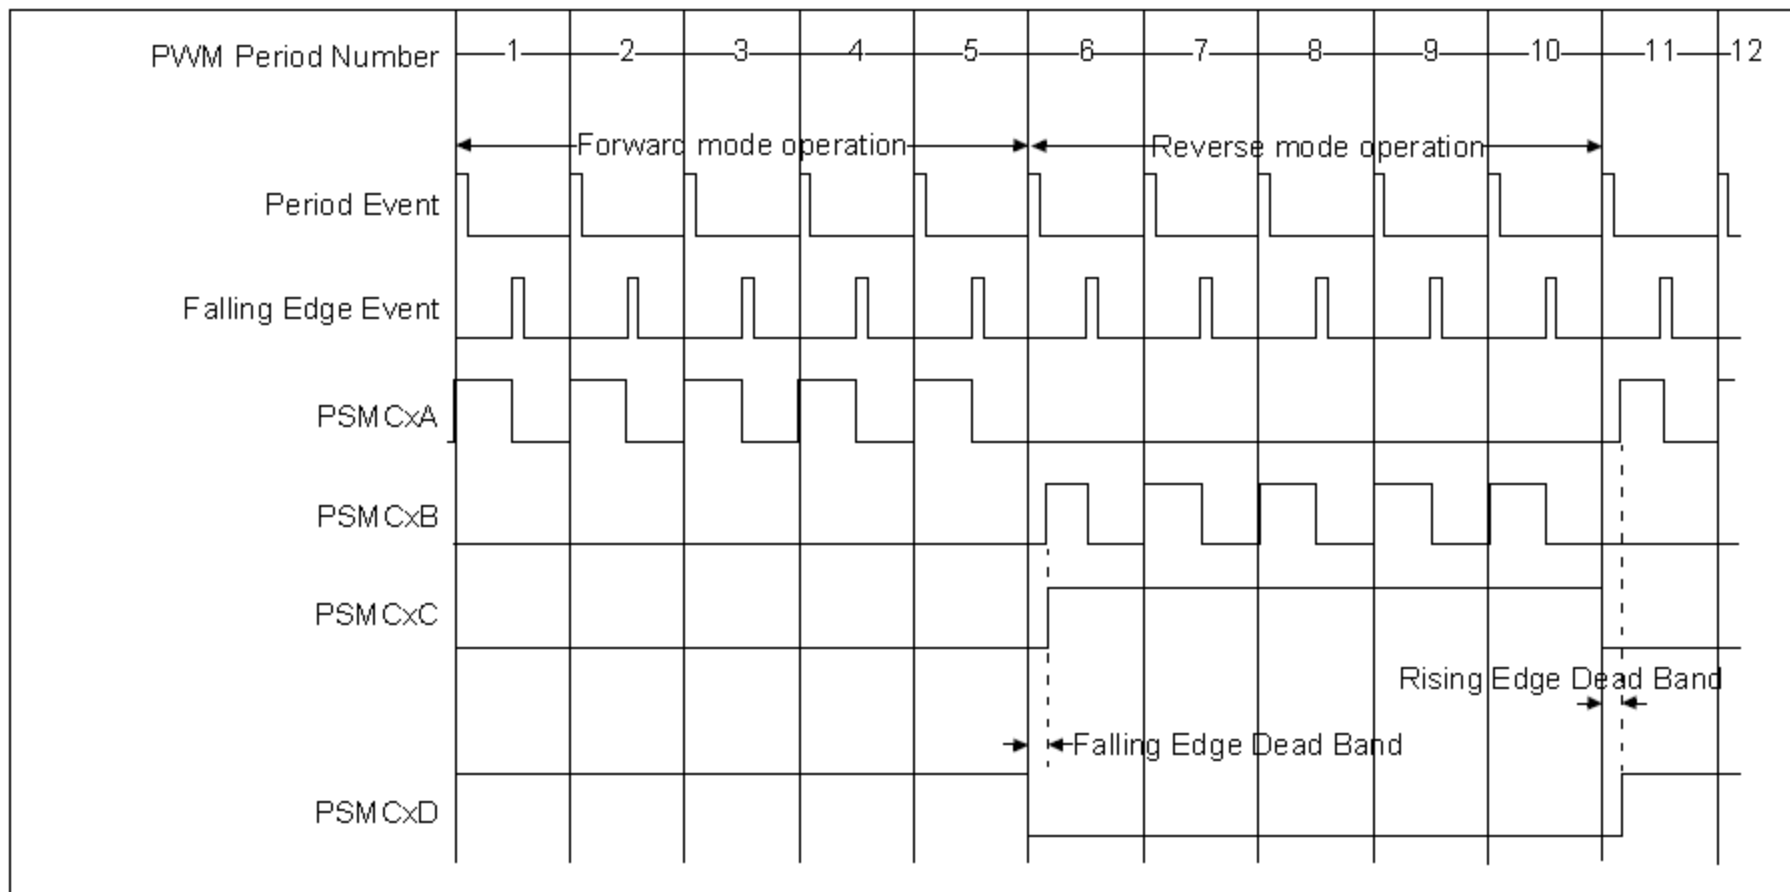 PWM Period Number 1 2 3 4 5 6 7 8 9 10 11 12
Forward mode operation Reverse mode operation
Period Event
Falling Edge Event
PSMCxA
PSMCxB
PSMCxC
Rising Edge Dead Band
Falling Edge Dead Band
PSMCxD